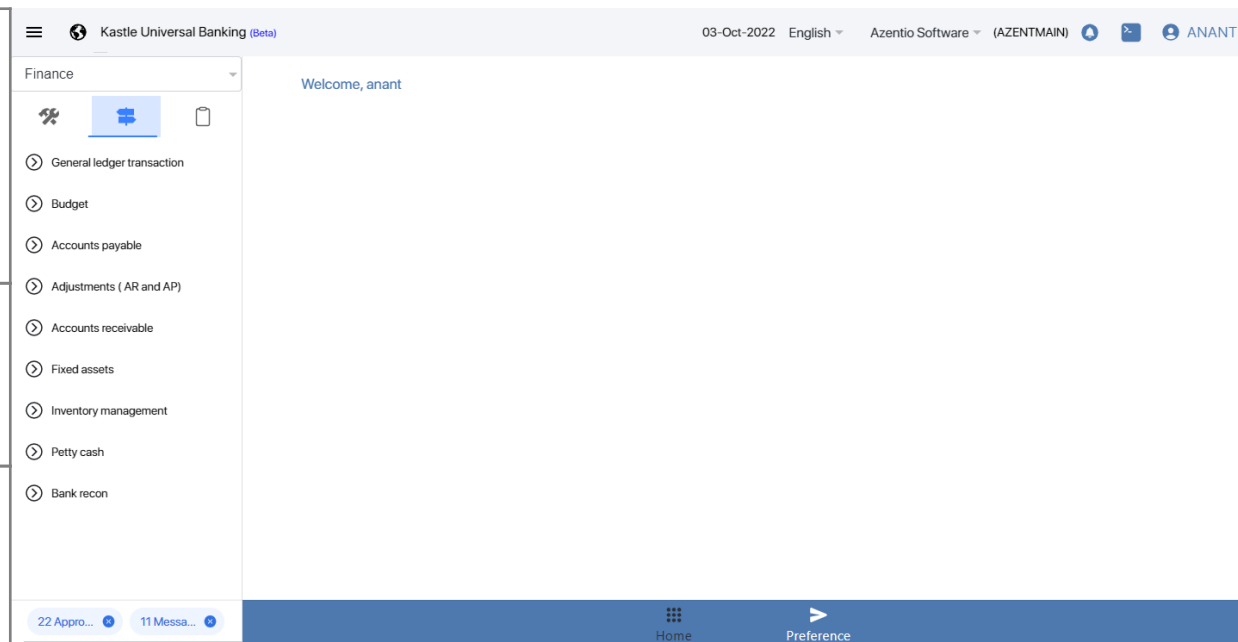 Kastle Universal Banking (Beta) 03-Oct-2022 English Azentio Software (AZENTMAIN) ANANT
Finance
Welcome, anant
General ledger transaction
Budget
Accounts payable
Adjustments ( AR and AP)
Accounts receivable
Fixed assets
Inventory management
Petty cash
Bank recon
22 Appro... 11 Messa...
Home Preference